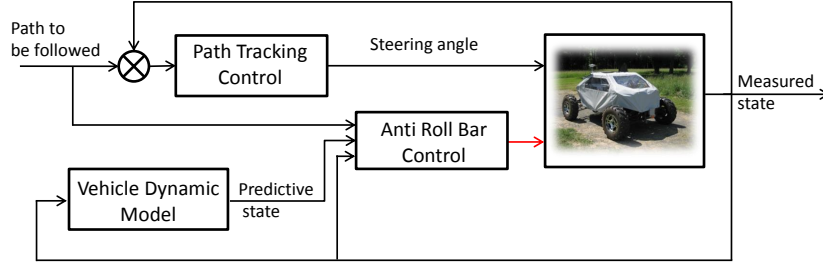 Path to
be followed
Path Tracking
Control
Steering angle
Measured
state
Anti Roll Bar
Control
Vehicle Dynamic
Model
Predictive
state